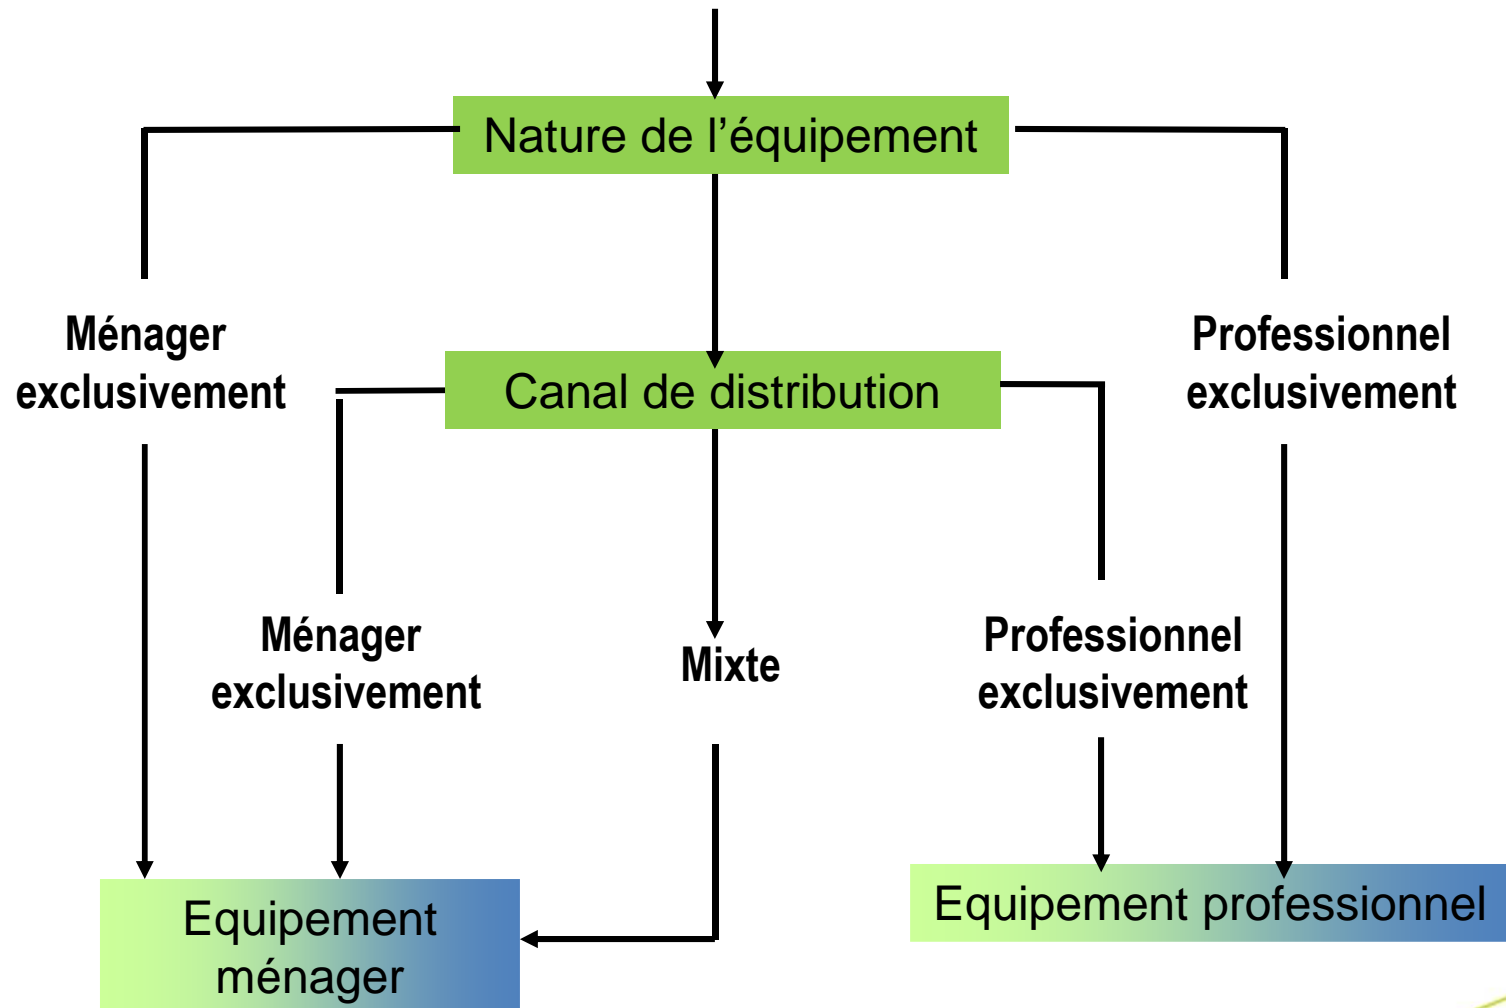 Nature de l’équipement
Ménager
exclusivement
Professionnel
exclusivement
Canal de distribution
Ménager
exclusivement
Mixte
Professionnel
exclusivement
Equipement
ménager
Equipement professionnel